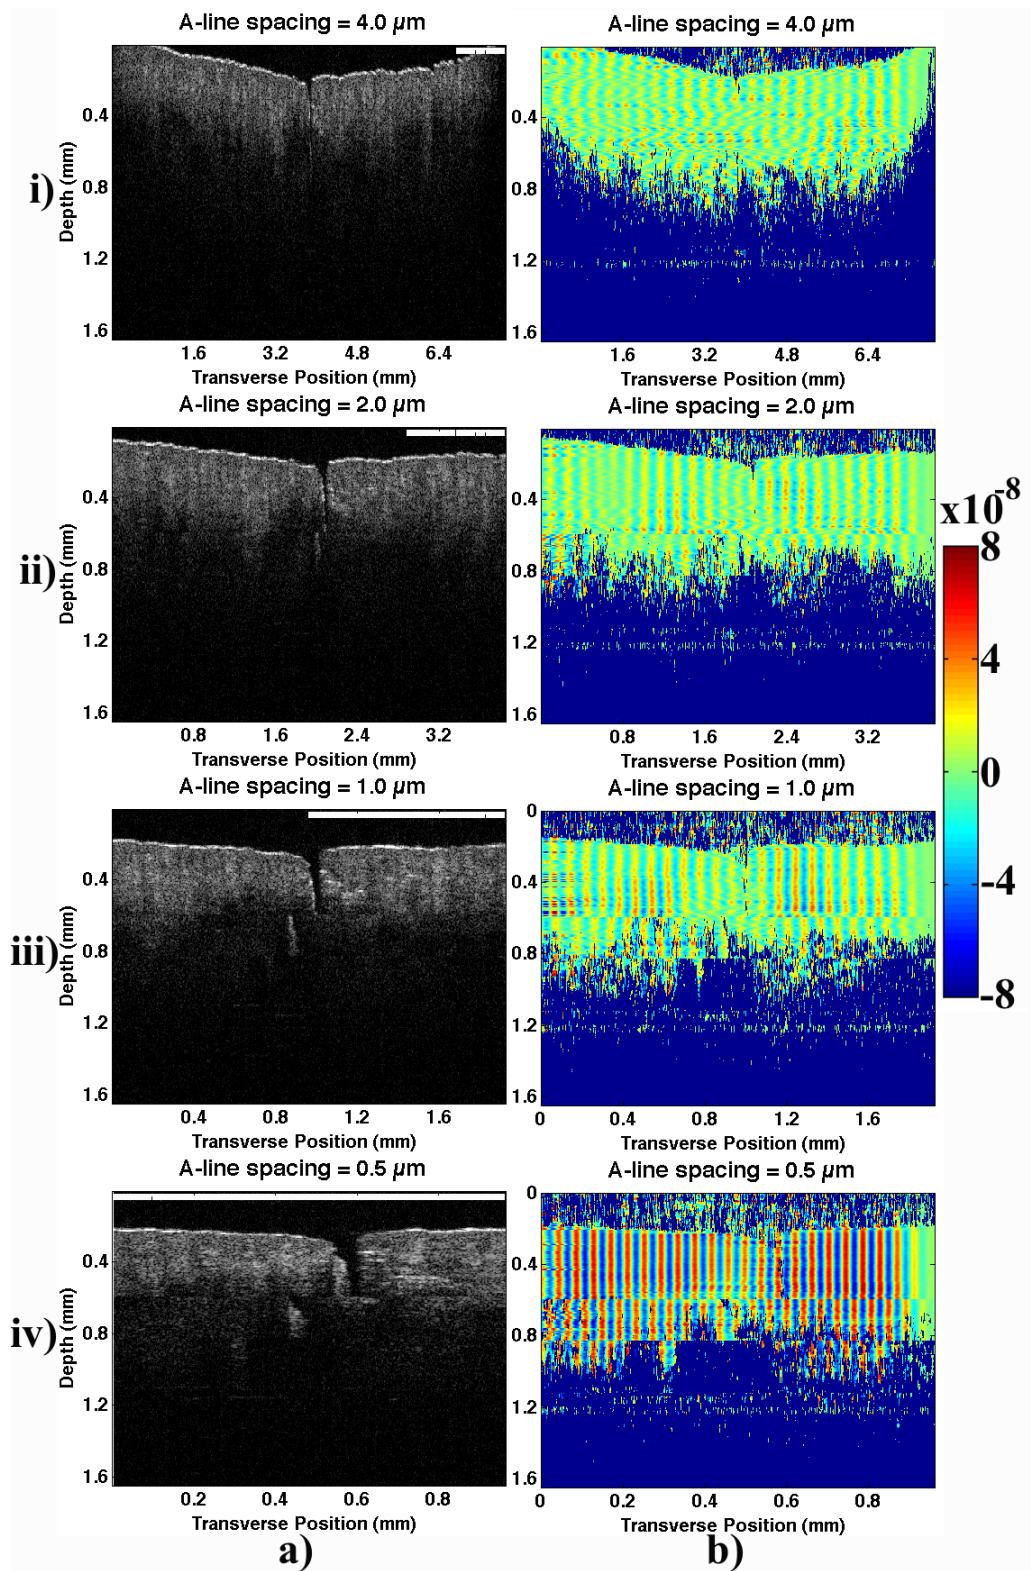 A-line spacing = 4.0 µm A-line spacing = 4.0 µm
0.4 0.4
i) Depth (mm) 0.8 0.8
1.2 1.2
1.6 1.6
1.6 3.2 4.8 6.4 1.6 3.2 4.8 6.4
Transverse Position (mm) Transverse Position (mm)
A-line spacing = 2.0 µm A-line spacing = 2.0 µm
0.4 0.4
x10-8
8
ii) Depth (mm) 0.8 0.8
4
1.2 1.2
1.6 1.6
0.8 1.6 2.4 3.2 0.8 1.6 2.4 3.2
Transverse Position (mm) Transverse Position (mm)
0
A-line spacing = 1.0 µm A-line spacing = 1.0 µm
0
0.4 0.4
-4
iii) Depth (mm) 0.8 0.8
-8
1.2 1.2
1.6 1.6
0.4 0.8 1.2 1.6 0 0.4 0.8 1.2 1.6
Transverse Position (mm) Transverse Position (mm)
A-line spacing = 0.5 µm A-line spacing = 0.5 µm
0
0.4 0.4
iv) Depth (mm) 0.8 0.8
1.2 1.2
1.6 1.6
0.2 0.4 0.6 0.8 0 0.2 0.4 0.6 0.8
Transverse Position (mm) Transverse Position (mm)
a) b)